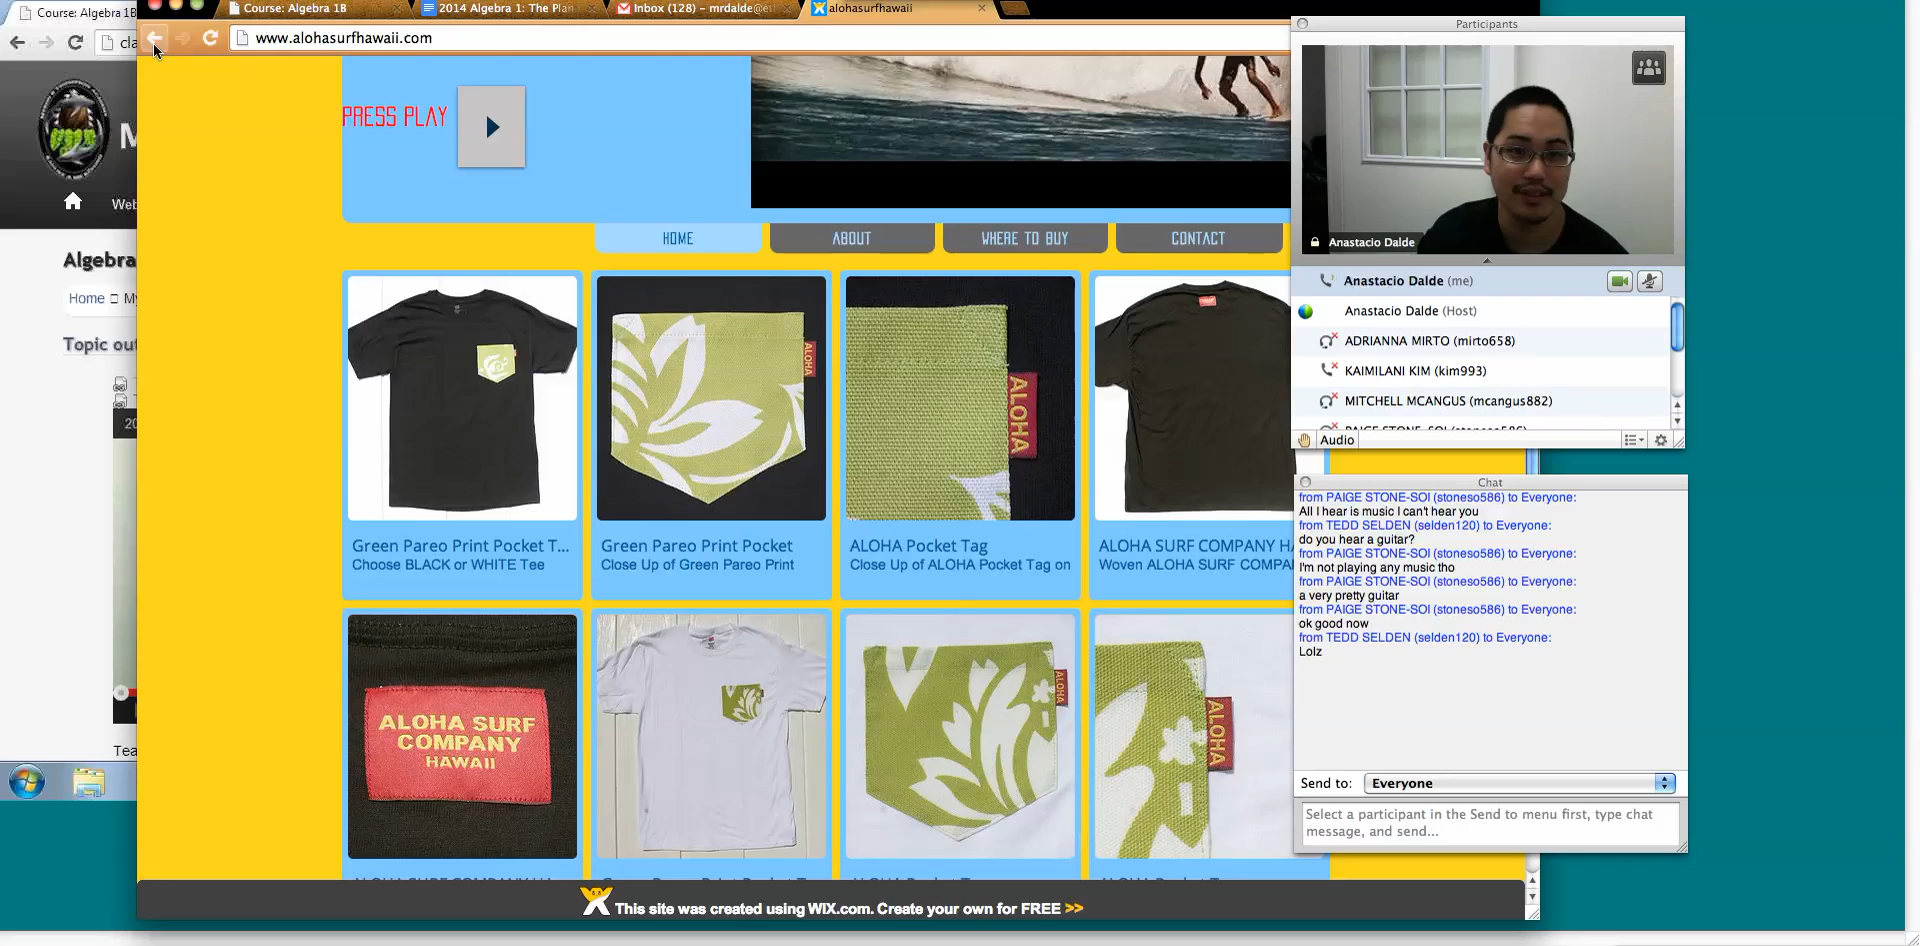 Course: Algebra 1B
Course: Algebra 1B
2014 Algebra 1: The Plan
Inbox (128) – mrdalde@
alohasurfhawaii
cla
www.alohasurfhawaii.com
Participants
M
Web
PRESS PLAY
HOME
ABOUT
WHERE TO BUY
CONTACT
Algebra
Home
My
Topic out
20
Tea
Anastacio Dalde
Anastacio Dalde (me)
Anastacio Dalde (Host)
ADRIANNA MIRTO (mirto658)
KAIMILANI KIM (kim993)
MITCHELL MCANGUS (mcangus882)
PAIGE STONE-SOI (stoneso586)
Audio
ALOHA
ALOHA
Green Pareo Print Pocket T...
Choose BLACK or WHITE Tee
Green Pareo Print Pocket
Close Up of Green Pareo Print
ALOHA Pocket Tag
Close Up of ALOHA Pocket Tag on
ALOHA SURF COMPANY HA
Woven ALOHA SURF COMPA
ALOHA SURF
COMPANY
HAWAII
ALOHA
ALOHA
Chat
from PAIGE STONE-SOI (stoneso586) to Everyone:
All I hear is music I can't hear you
from TEDD SELDEN (selden120) to Everyone:
do you hear a guitar?
from PAIGE STONE-SOI (stoneso586) to Everyone:
I'm not playing any music tho
from PAIGE STONE-SOI (stoneso586) to Everyone:
a very pretty guitar
from PAIGE STONE-SOI (stoneso586) to Everyone:
ok good now
from TEDD SELDEN (selden120) to Everyone:
Lolz
Send to:
Everyone
Select a participant in the Send to menu first, type chat
message, and send...
This site was created using WIX.com. Create your own for FREE >>